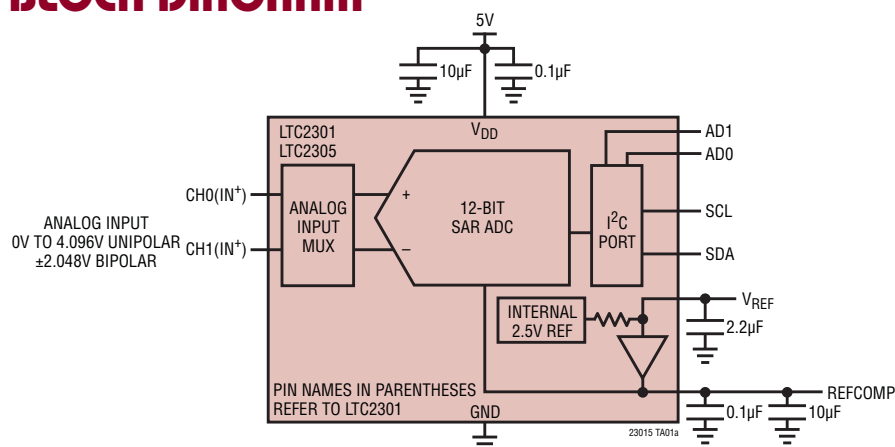 BLOCK DIAGRAM
5V
10µF
0.1µF
LTC2301
LTC2305
VDD
AD1
AD0
CH0(IN+)
ANALOG
INPUT
MUX
+
12-BIT
SAR ADC
I2C
PORT
SCL
ANALOG INPUT
0V TO 4.096V UNIPOLAR
±2.048V BIPOLAR
CH1(IN+)
–
SDA
INTERNAL
2.5V REF
VREF
2.2µF
PIN NAMES IN PARENTHESES
REFER TO LTC2301
GND
REFCOMP
0.1µF
10µF
23015 TA01a